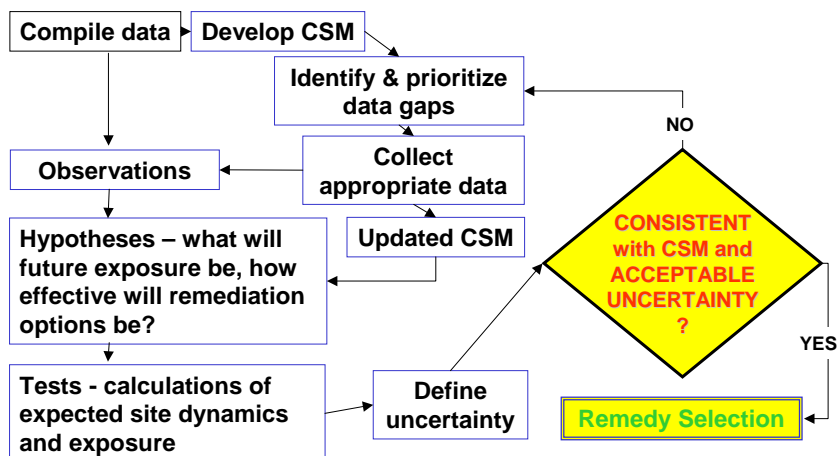 Compile data
Develop CSM
Identify & prioritize
data gaps
NO
Collect
appropriate data
Observations
Updated CSM
Hypotheses – what will
future exposure be, how
effective will remediation
options be?
CONSISTENT
with CSM and
ACCEPTABLE
UNCERTAINTY
?
YES
Tests - calculations of
expected site dynamics
and exposure
Define
uncertainty
Remedy Selection